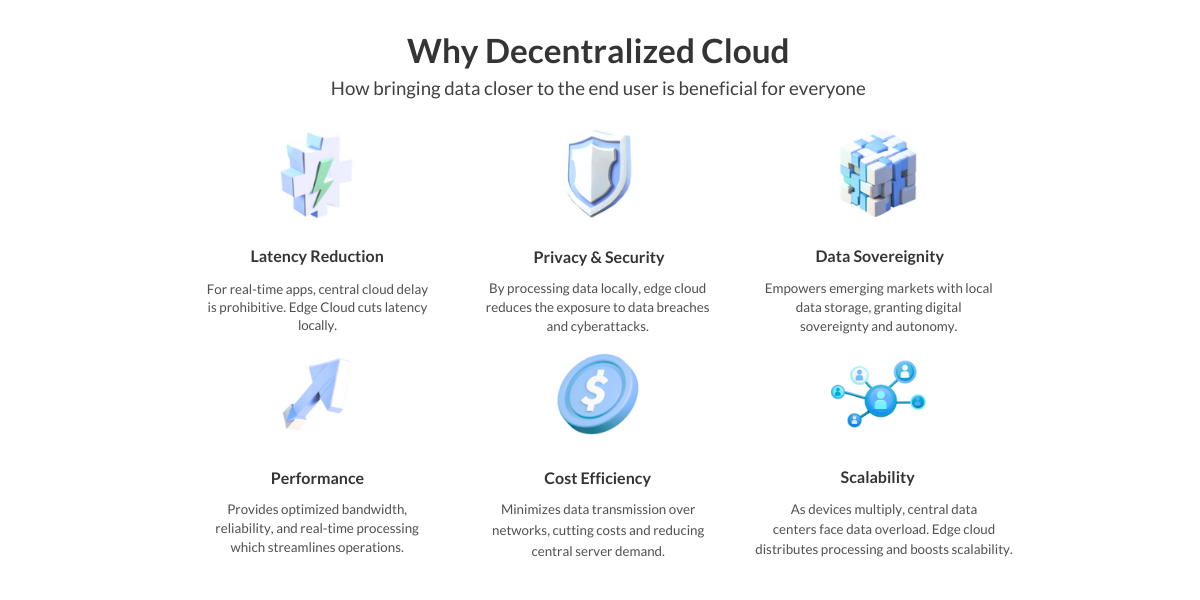 Why Decentralized Cloud
How bringing data closer to the end user is beneficial for everyone
Latency Reduction
For real-time apps, central cloud delay
is prohibitive. Edge Cloud cuts latency
locally.
Privacy & Security
By processing data locally, edge cloud
reduces the exposure to data breaches
and cyberattacks.
Data Sovereignity
Empowers emerging markets with local
data storage, granting digital
sovereignty and autonomy.
Performance
Provides optimized bandwidth,
reliability, and real-time processing
which streamlines operations.
Cost Efficiency
Minimizes data transmission over
networks, cutting costs and reducing
central server demand.
Scalability
As devices multiply, central data
centers face data overload. Edge cloud
distributes processing and boosts scalability.